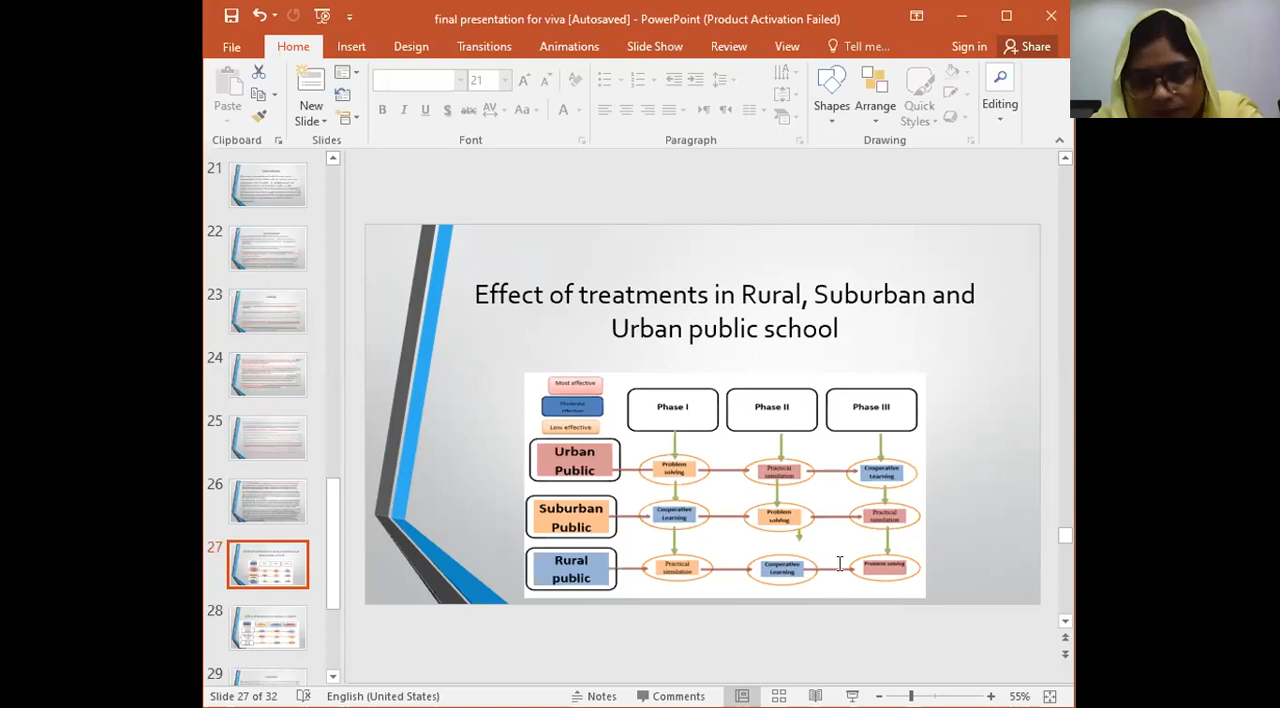 final presentation for viva [Autosaved] - PowerPoint (Product Activation Failed)
File Home Insert Design Transitions Animations Slide Show Review View Tell me... Sign in Share
Paste
New
Slide
21
Aa
A
Shapes Arrange Quick
Styles
Editing
Clipboard Slides Font Paragraph Drawing
21
22
23
24
25
26
27
28
29
Effect of treatments in Rural, Suburban and
Urban public school
Most effective
Low effective
Phase I Phase II Phase III
Urban
Public
Problem
solving
Practical
simulation
Cooperative
Learning
Suburban
Public
Cooperative
Learning
Problem
solving
Practical
simulation
Rural
public
Practical
simulation
Cooperative
Learning
Problem solving
Slide 27 of 32 English (United States) Notes Comments 55%